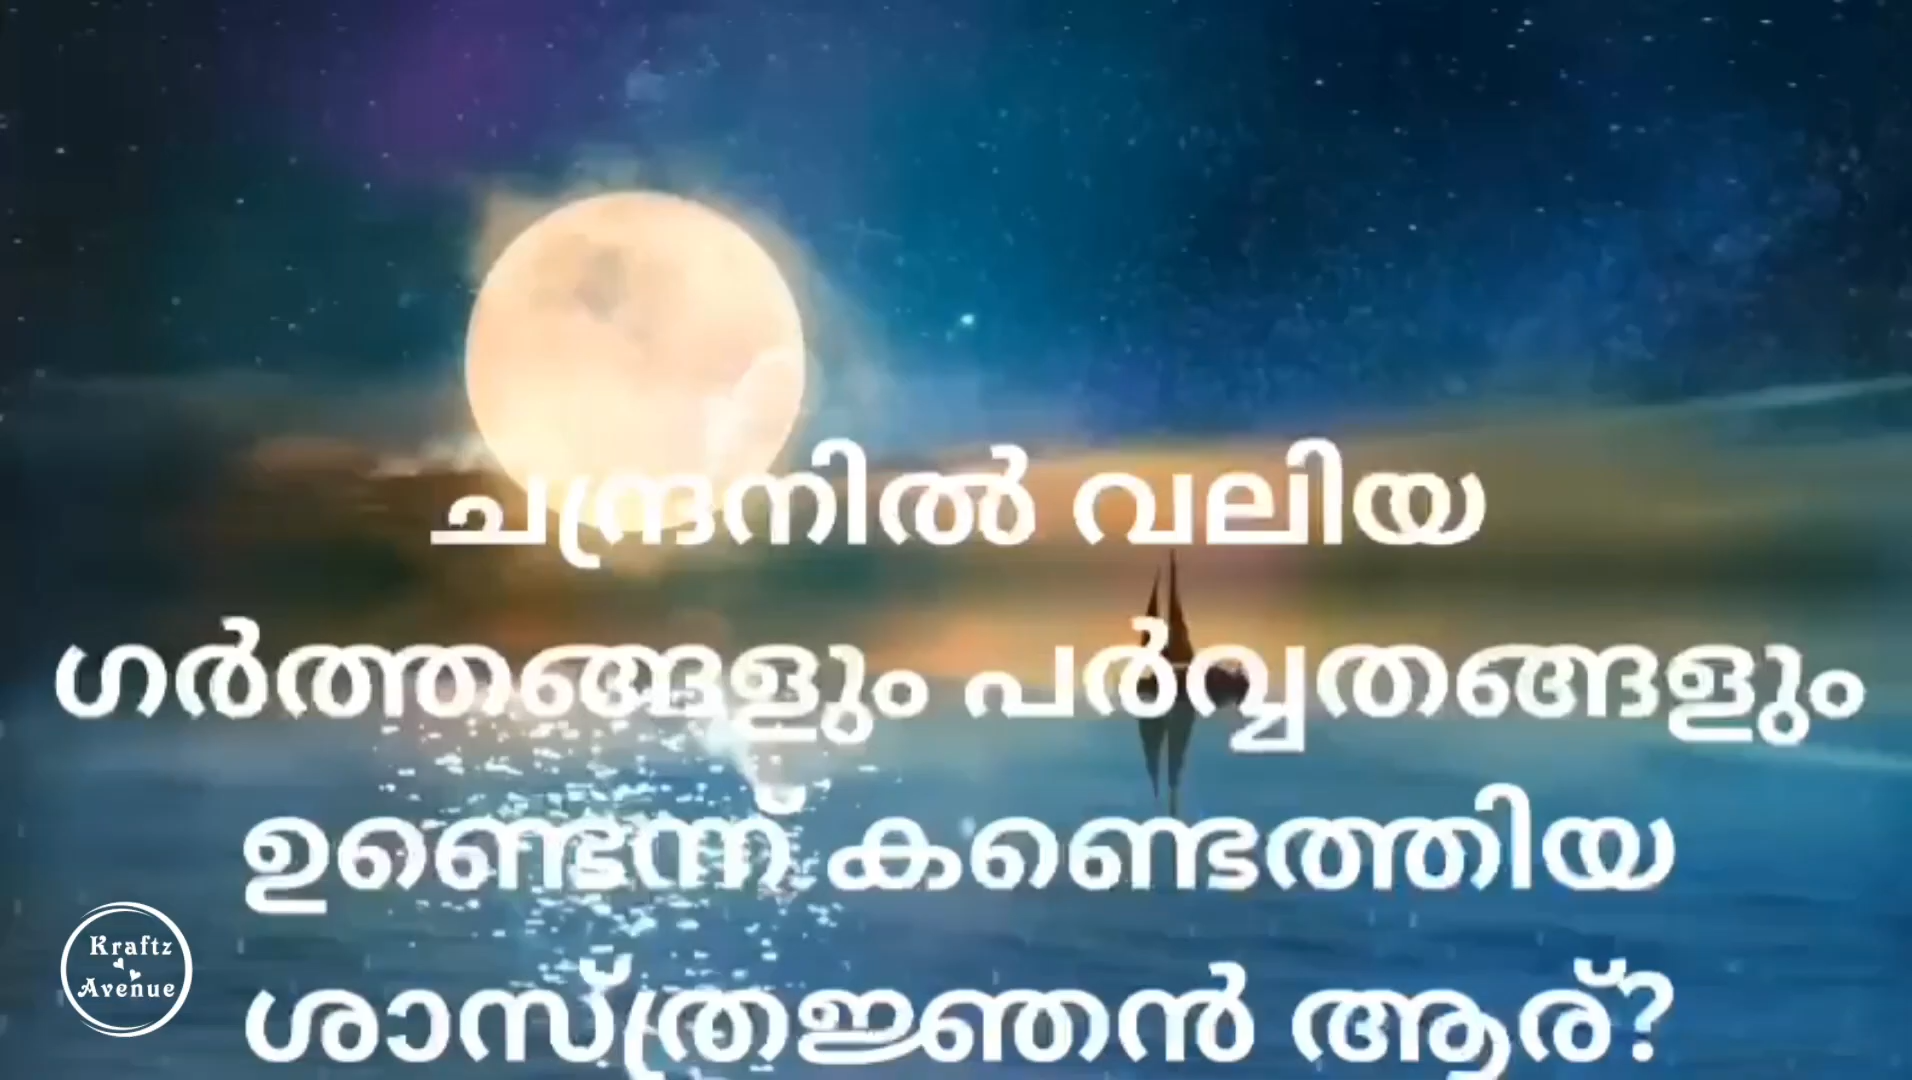 ചന്ദ്രനിൽ വലിയ
ഗർത്തങ്ങളും പർവ്വതങ്ങളും
ഉണ്ടെന്ന് കണ്ടെത്തിയ
ശാസ്ത്രജ്ഞൻ ആര്?
Kraftz
Avenue